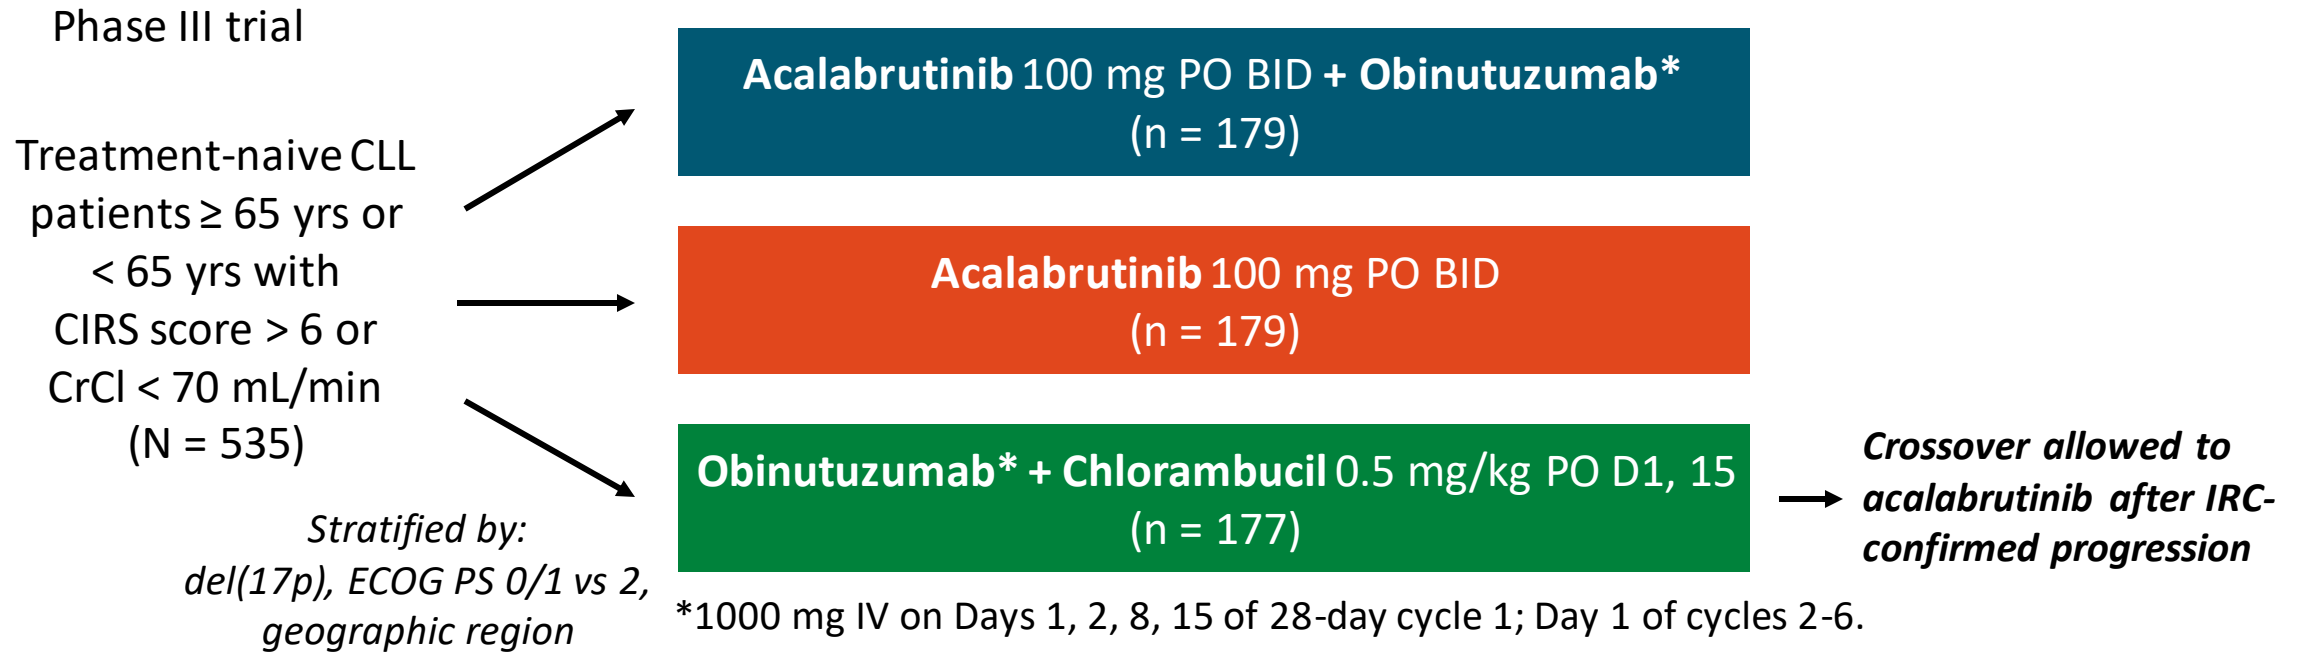 Phase III trial
Treatment-naive CLL
patients ≥ 65 yrs or
< 65 yrs with
CIRS score > 6 or
CrCl < 70 mL/min
(N = 535)
Stratified by:
del(17p), ECOG PS 0/1 vs 2,
geographic region
Acalabrutinib 100 mg PO BID + Obinutuzumab*
(n = 179)
Acalabrutinib 100 mg PO BID
(n = 179)
Obinutuzumab* + Chlorambucil 0.5 mg/kg PO D1, 15
(n = 177)
Crossover allowed to
acalabrutinib after IRC-
confirmed progression
*1000 mg IV on Days 1, 2, 8, 15 of 28-day cycle 1; Day 1 of cycles 2-6.